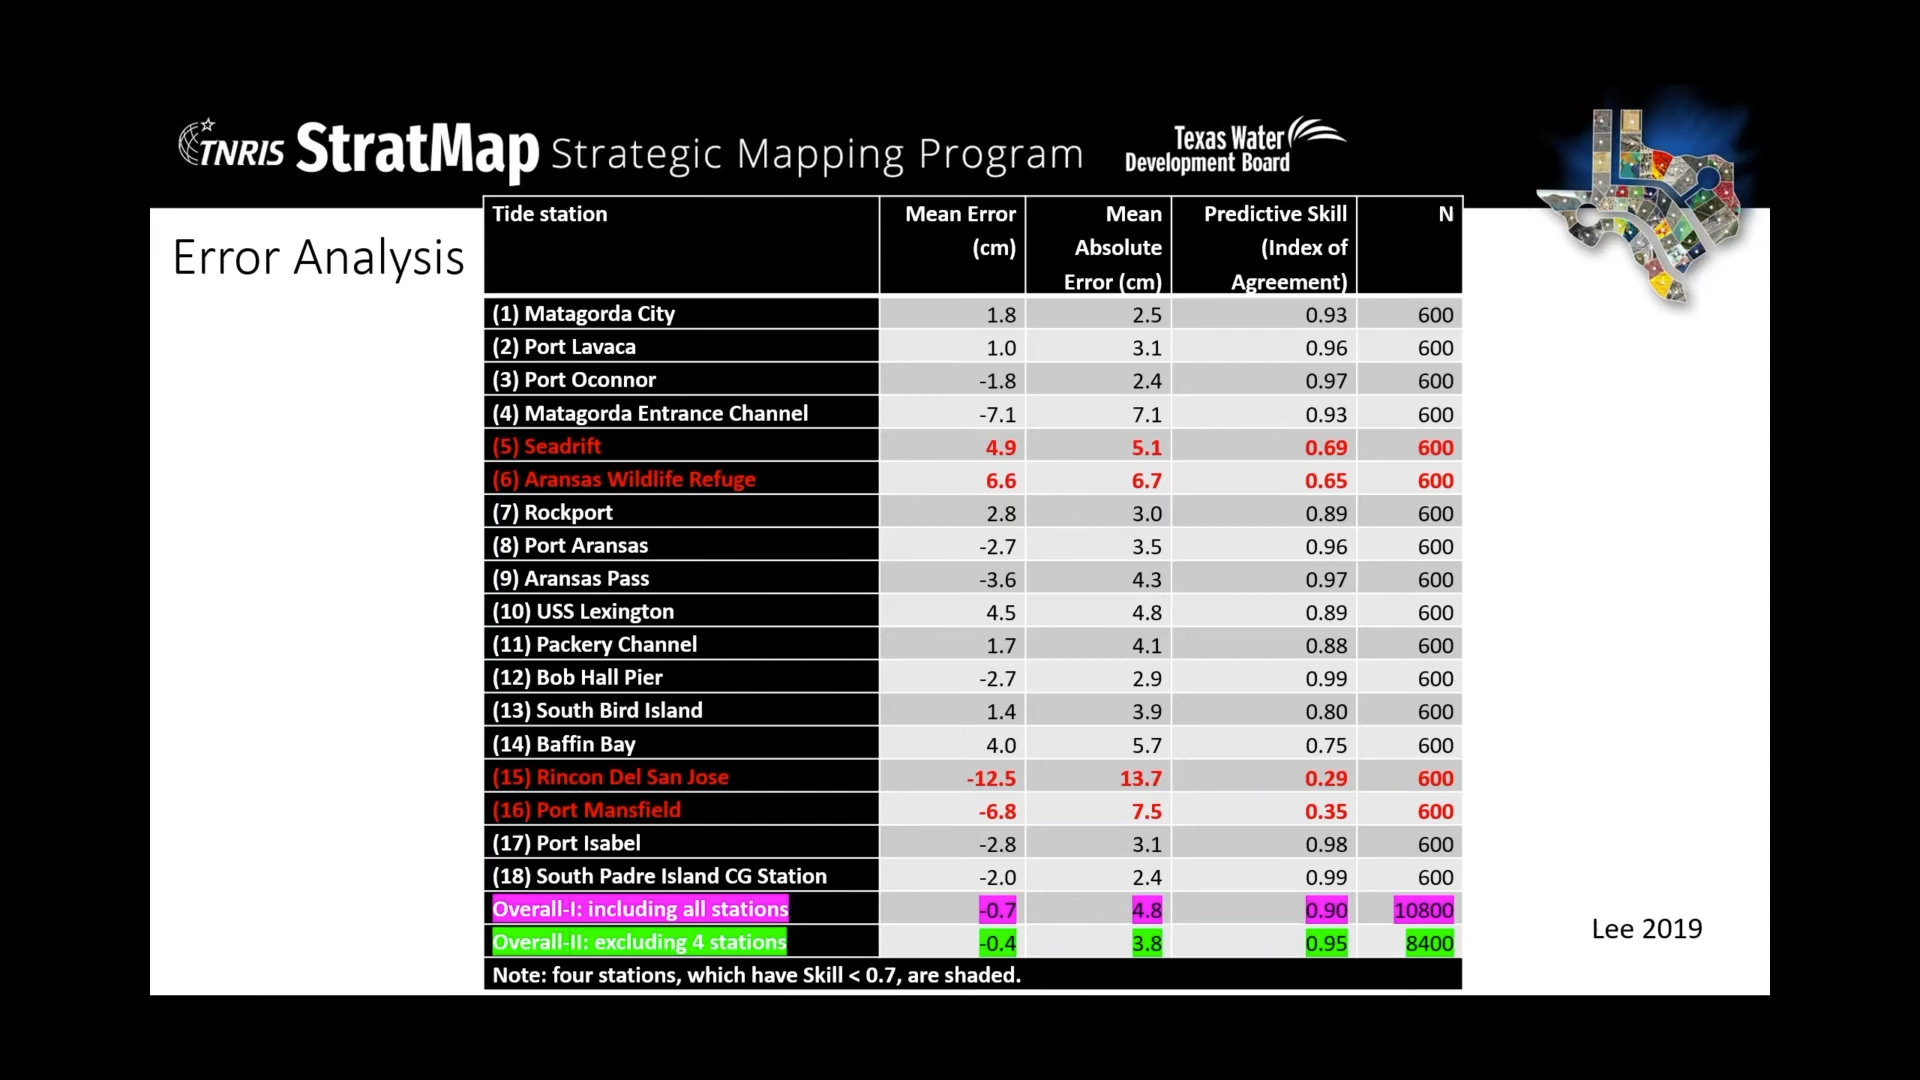 TNRIS StratMap Strategic Mapping Program
Texas Water
Development Board
Error Analysis
Tide station Mean Error (cm) Mean Absolute Error (cm) Predictive Skill (Index of Agreement) N
(1) Matagorda City 1.8 2.5 0.93 600
(2) Port Lavaca 1.0 3.1 0.96 600
(3) Port Oconnor -1.8 2.4 0.97 600
(4) Matagorda Entrance Channel -7.1 7.1 0.93 600
(5) Seadrift 4.9 5.1 0.69 600
(6) Aransas Wildlife Refuge 6.6 6.7 0.65 600
(7) Rockport 2.8 3.0 0.89 600
(8) Port Aransas -2.7 3.5 0.96 600
(9) Aransas Pass -3.6 4.3 0.97 600
(10) USS Lexington 4.5 4.8 0.89 600
(11) Packery Channel 1.7 4.1 0.88 600
(12) Bob Hall Pier -2.7 2.9 0.99 600
(13) South Bird Island 1.4 3.9 0.80 600
(14) Baffin Bay 4.0 5.7 0.75 600
(15) Rincon Del San Jose -12.5 13.7 0.29 600
(16) Port Mansfield -6.8 7.5 0.35 600
(17) Port Isabel -2.8 3.1 0.98 600
(18) South Padre Island CG Station -2.0 2.4 0.99 600
Overall-I: including all stations -0.7 4.8 0.90 10800
Overall-II: excluding 4 stations -0.4 3.8 0.95 8400
Note: four stations, which have Skill < 0.7, are shaded.
Lee 2019